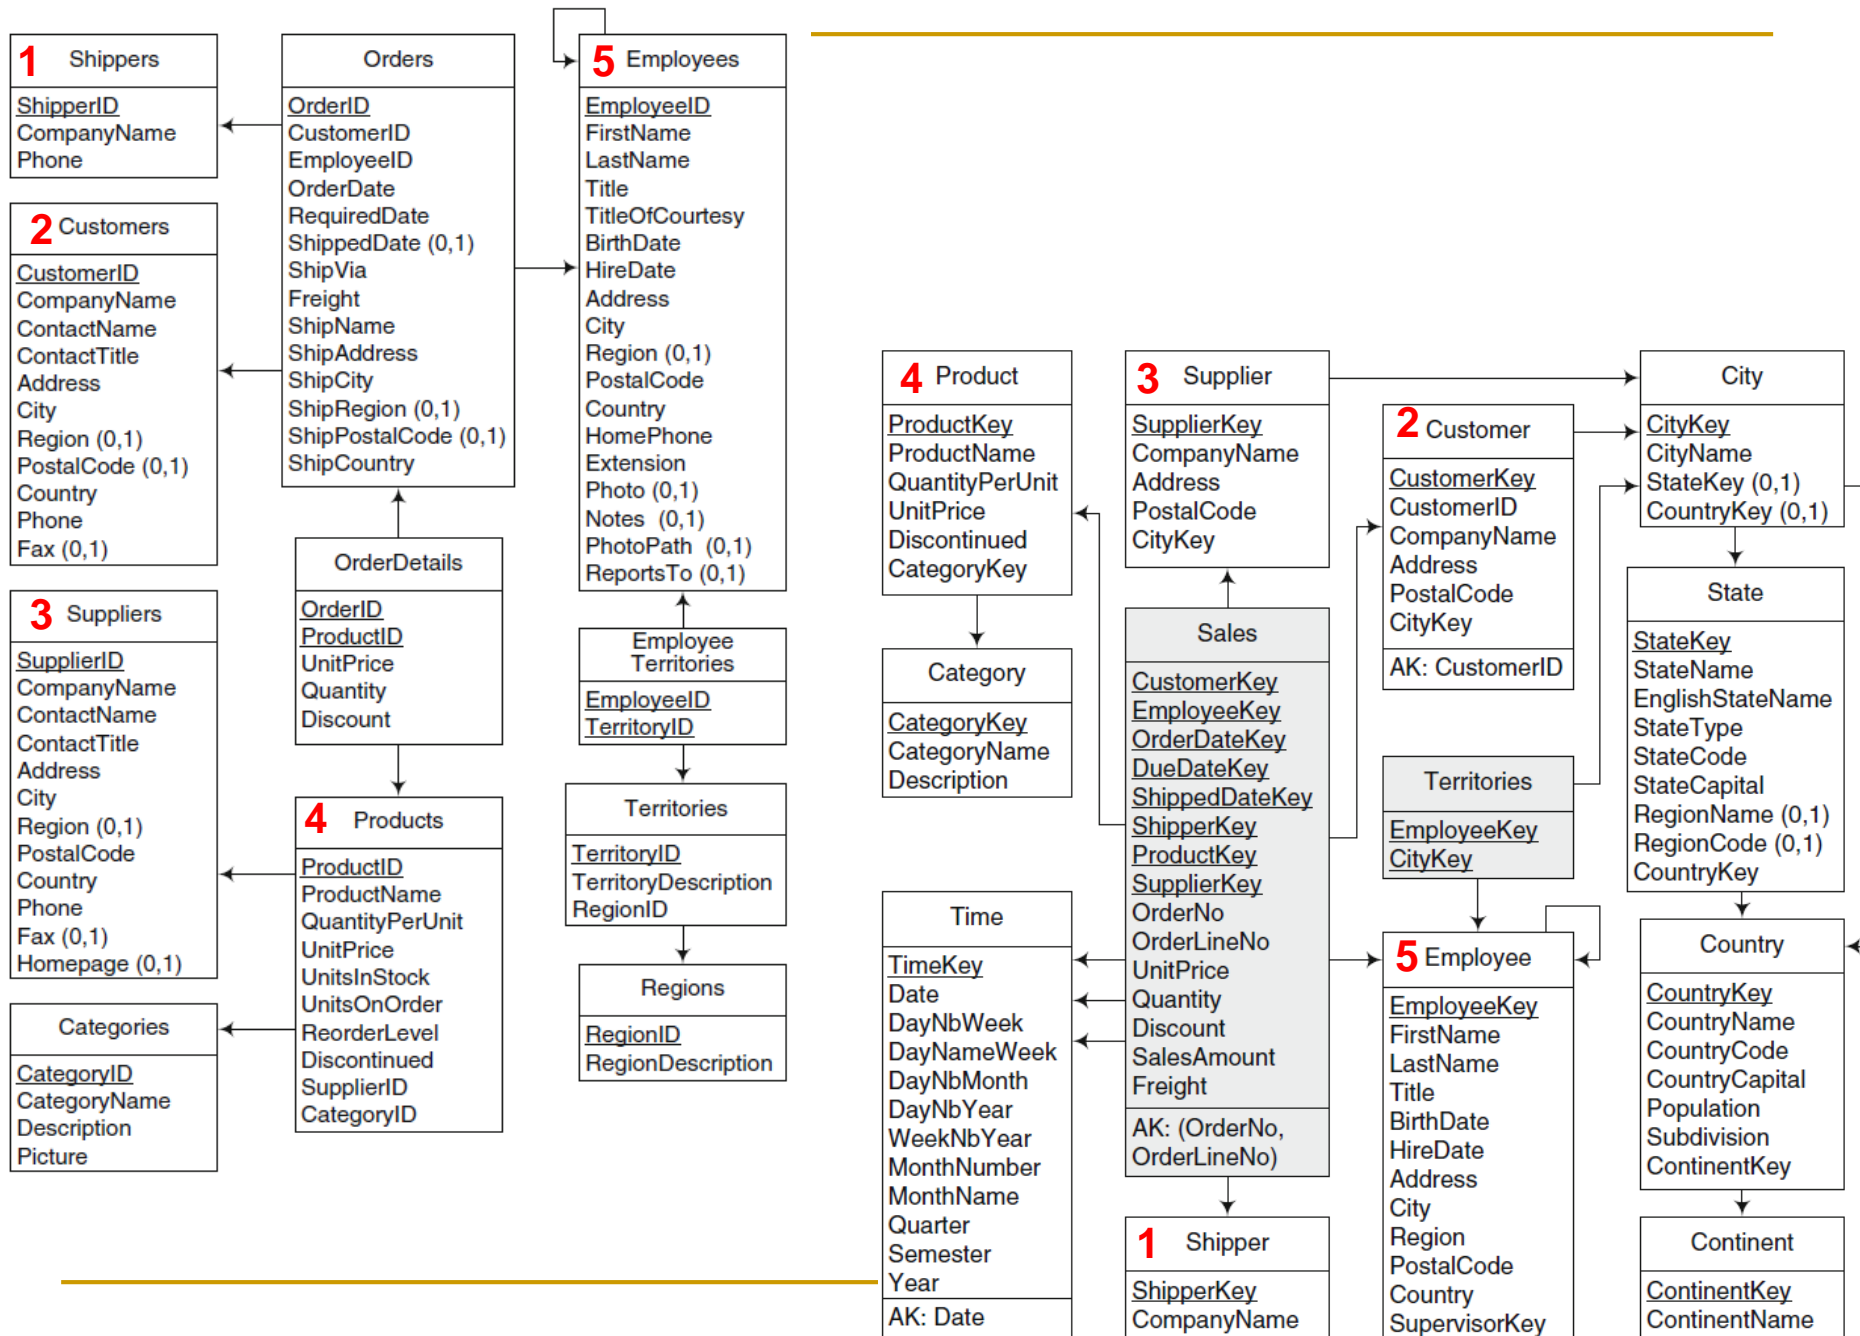 1 Shippers
ShipperID
CompanyName
Phone
2 Customers
CustomerID
CompanyName
ContactName
ContactTitle
Address
City
Region (0,1)
PostalCode (0,1)
Country
Phone
Fax (0,1)
3 Suppliers
SupplierID
CompanyName
ContactName
ContactTitle
Address
City
Region (0,1)
PostalCode
Country
Phone
Fax (0,1)
Homepage (0,1)
Categories
CategoryID
CategoryName
Description
Picture
Orders
OrderID
CustomerID
EmployeeID
OrderDate
RequiredDate
ShippedDate (0,1)
ShipVia
Freight
ShipName
ShipAddress
ShipCity
ShipRegion (0,1)
ShipPostalCode (0,1)
ShipCountry
OrderDetails
OrderID
ProductID
UnitPrice
Quantity
Discount
4 Products
ProductID
ProductName
QuantityPerUnit
UnitPrice
UnitsInStock
UnitsOnOrder
ReorderLevel
Discontinued
SupplierID
CategoryID
5 Employees
EmployeeID
FirstName
LastName
Title
TitleOfCourtesy
BirthDate
HireDate
Address
City
Region (0,1)
PostalCode
Country
HomePhone
Extension
Photo (0,1)
Notes (0,1)
PhotoPath (0,1)
ReportsTo (0,1)
Employee
Territories
EmployeeID
TerritoryID
Territories
TerritoryID
TerritoryDescription
RegionID
Regions
RegionID
RegionDescription
4 Product
ProductKey
ProductName
QuantityPerUnit
UnitPrice
Discontinued
CategoryKey
Category
CategoryKey
CategoryName
Description
Time
TimeKey
Date
DayNbWeek
DayNameWeek
DayNbMonth
DayNbYear
WeekNbYear
MonthNumber
MonthName
Quarter
Semester
Year
AK: Date
3 Supplier
SupplierKey
CompanyName
Address
PostalCode
CityKey
Sales
CustomerKey
EmployeeKey
OrderDateKey
DueDateKey
ShippedDateKey
ShipperKey
ProductKey
SupplierKey
OrderNo
OrderLineNo
UnitPrice
Quantity
Discount
SalesAmount
Freight
AK: (OrderNo,
OrderLineNo)
1 Shipper
ShipperKey
CompanyName
2 Customer
CustomerKey
CustomerID
CompanyName
Address
PostalCode
CityKey
AK: CustomerID
Territories
EmployeeKey
CityKey
5 Employee
EmployeeKey
FirstName
LastName
Title
BirthDate
HireDate
Address
City
Region
PostalCode
Country
SupervisorKey
City
CityKey
CityName
StateKey (0,1)
CountryKey (0,1)
State
StateKey
StateName
EnglishStateName
StateType
StateCode
StateCapital
RegionName (0,1)
RegionCode (0,1)
CountryKey
Country
CountryKey
CountryName
CountryCode
CountryCapital
Population
Subdivision
ContinentKey
Continent
ContinentKey
ContinentName